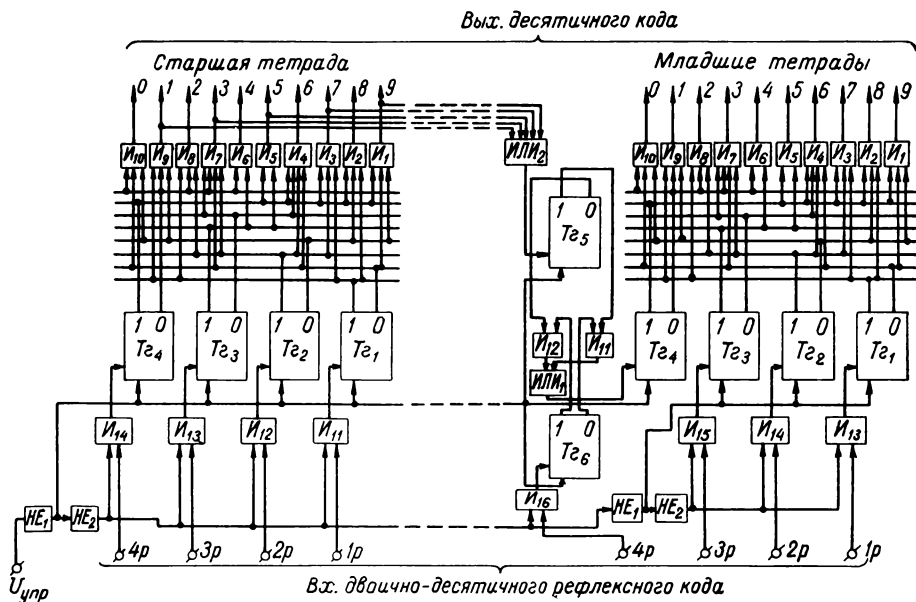 Вых. десятичного кода
Старшая тетрада
Младшие тетрады
0 1 2 3 4 5 6 7 8 9
0 1 2 3 4 5 6 7 8 9
И10 И9 И8 И7 И6 И5 И4 И3 И2 И1
ИЛИ2
И10 И9 И8 И7 И6 И5 И4 И3 И2 И1
1 0
Тг5
1 0
Тг4
1 0
Тг3
1 0
Тг2
1 0
Тг1
И12
И11
ИЛИ1
1 0
Тг4
1 0
Тг3
1 0
Тг2
1 0
Тг1
И14
И13
И12
И11
1 0
Тг6
И15
И14
И13
И16
НЕ1
НЕ2
НЕ1
НЕ2
4р 3р 2р 1р
4р 3р 2р 1р
Uупр
Вх. двоично-десятичного рефлексного кода